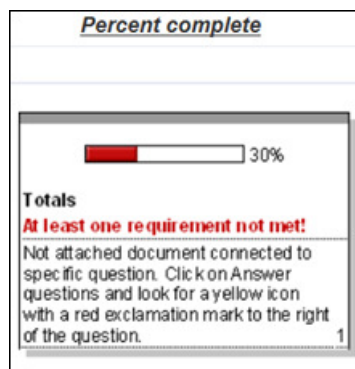 Percent complete
30%
Totals
At least one requirement not met!
Not attached document connected to
specific question. Click on Answer
questions and look for a yellow icon
with a red exclamation mark to the right
of the question. 1